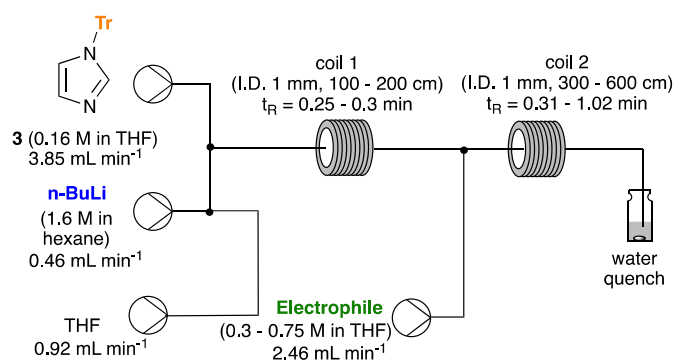 Tr
N
N
3 (0.16 M in THF)
3.85 mL min⁻¹
n-BuLi
(1.6 M in
hexane)
0.46 mL min⁻¹
THF
0.92 mL min⁻¹
coil 1
(I.D. 1 mm, 100 - 200 cm)
t_R = 0.25 - 0.3 min
coil 2
(I.D. 1 mm, 300 - 600 cm)
t_R = 0.31 - 1.02 min
Electrophile
(0.3 - 0.75 M in THF)
2.46 mL min⁻¹
water
quench